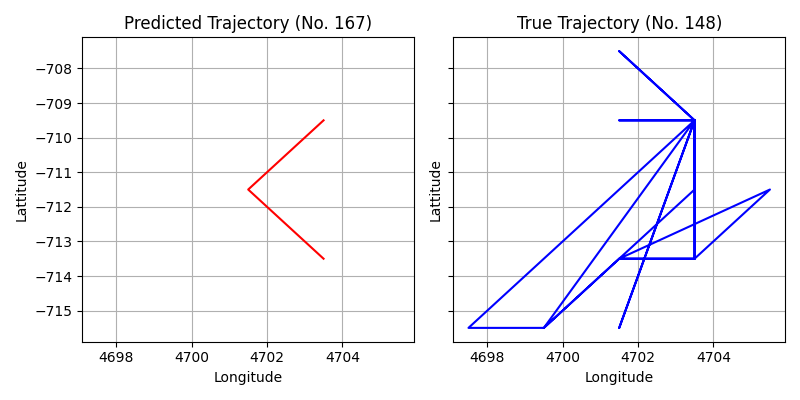 Predicted Trajectory (No. 167)
−708
−709
−710
−711
−712
−713
−714
−715
Lattitude
4698 4700 4702 4704
Longitude
True Trajectory (No. 148)
Lattitude
4698 4700 4702 4704
Longitude